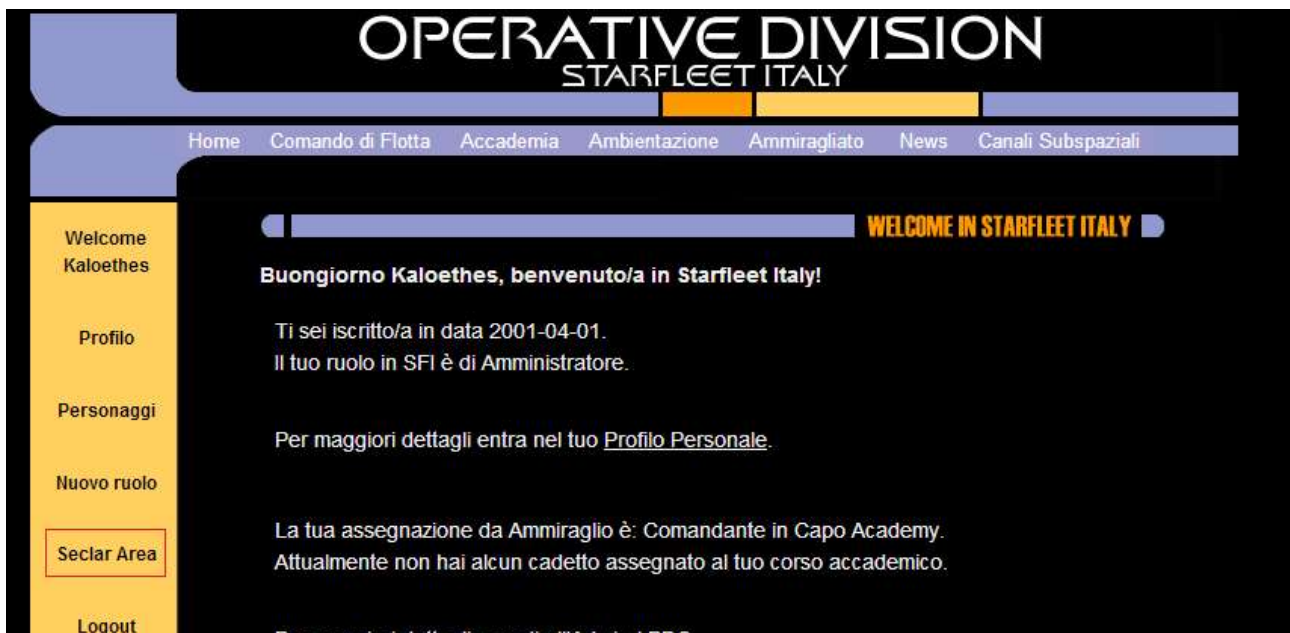 OPERATIVE DIVISION
STARFLEET ITALY
Home Comando di Flotta Accademia Ambientazione Ammiragliato News Canali Subspaziali
Welcome
Kaloethes
Profilo
Personaggi
Nuovo ruolo
Seclar Area
Logout
WELCOME IN STARFLEET ITALY
Buongiorno Kaloethes, benvenuto/a in Starfleet Italy!
Ti sei iscritto/a in data 2001-04-01.
Il tuo ruolo in SFI è di Amministratore.
Per maggiori dettagli entra nel tuo Profilo Personale.
La tua assegnazione da Ammiraglio è: Comandante in Capo Academy.
Attualmente non hai alcun cadetto assegnato al tuo corso accademico.